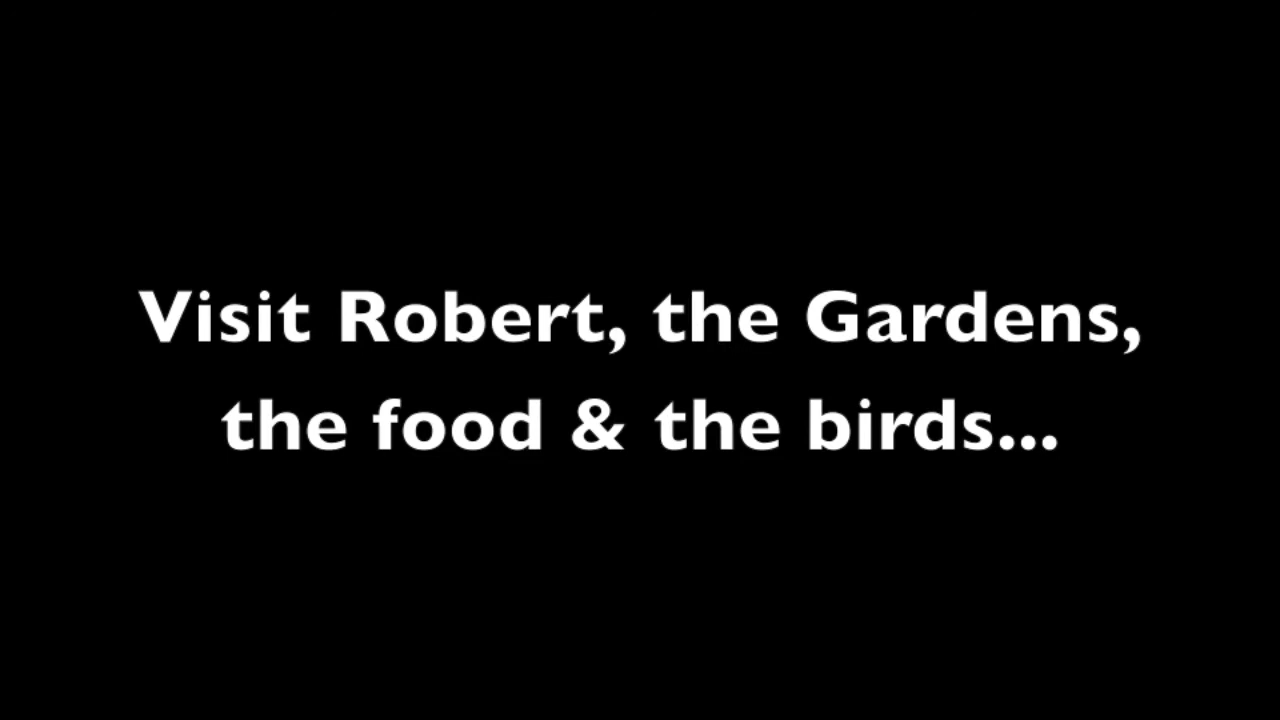 Visit Robert, the Gardens,
the food & the birds...